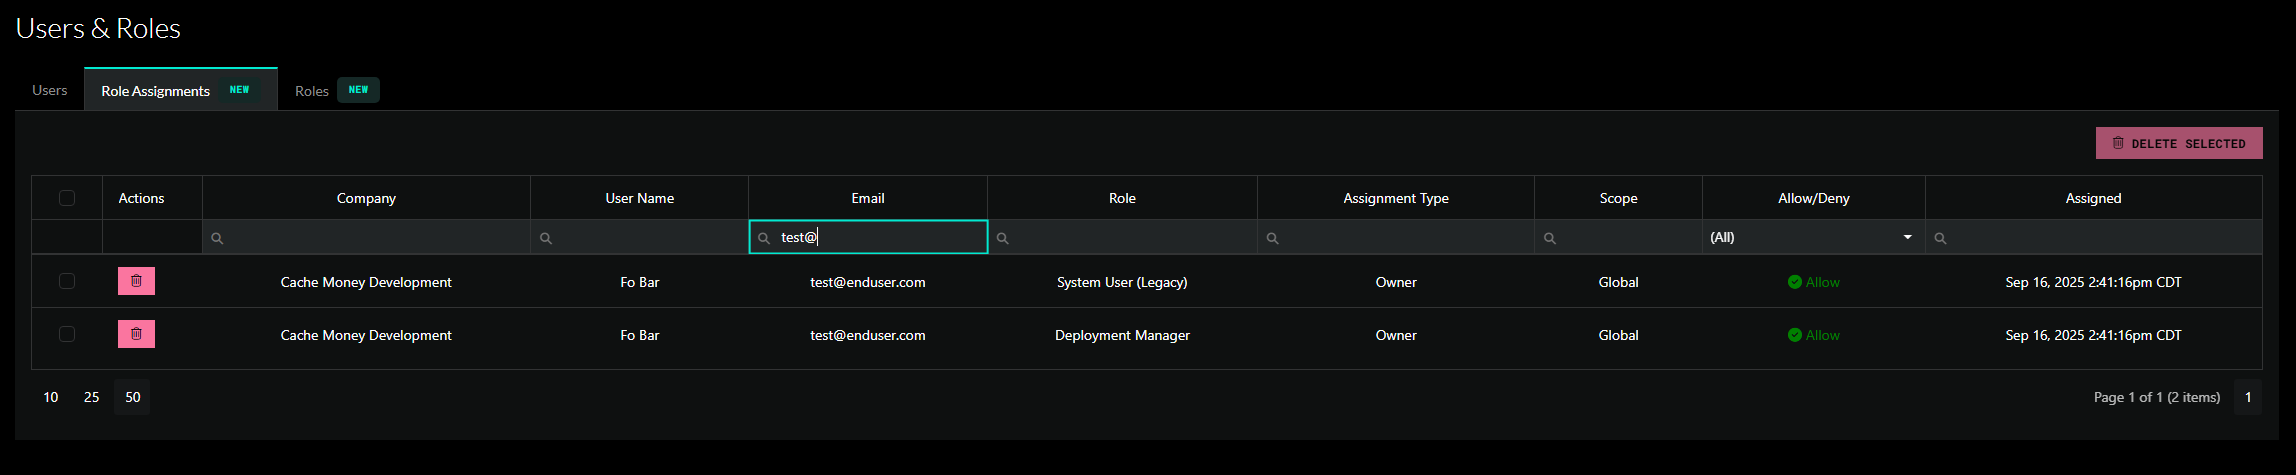 Users & Roles
Users Role Assignments NEW Roles NEW
DELETE SELECTED
Actions Company User Name Email Role Assignment Type Scope Allow/Deny Assigned
test@ (All)
Cache Money Development Fo Bar test@enduser.com System User (Legacy) Owner Global Allow Sep 16, 2025 2:41:16pm CDT
Cache Money Development Fo Bar test@enduser.com Deployment Manager Owner Global Allow Sep 16, 2025 2:41:16pm CDT
10 25 50 Page 1 of 1 (2 items) 1